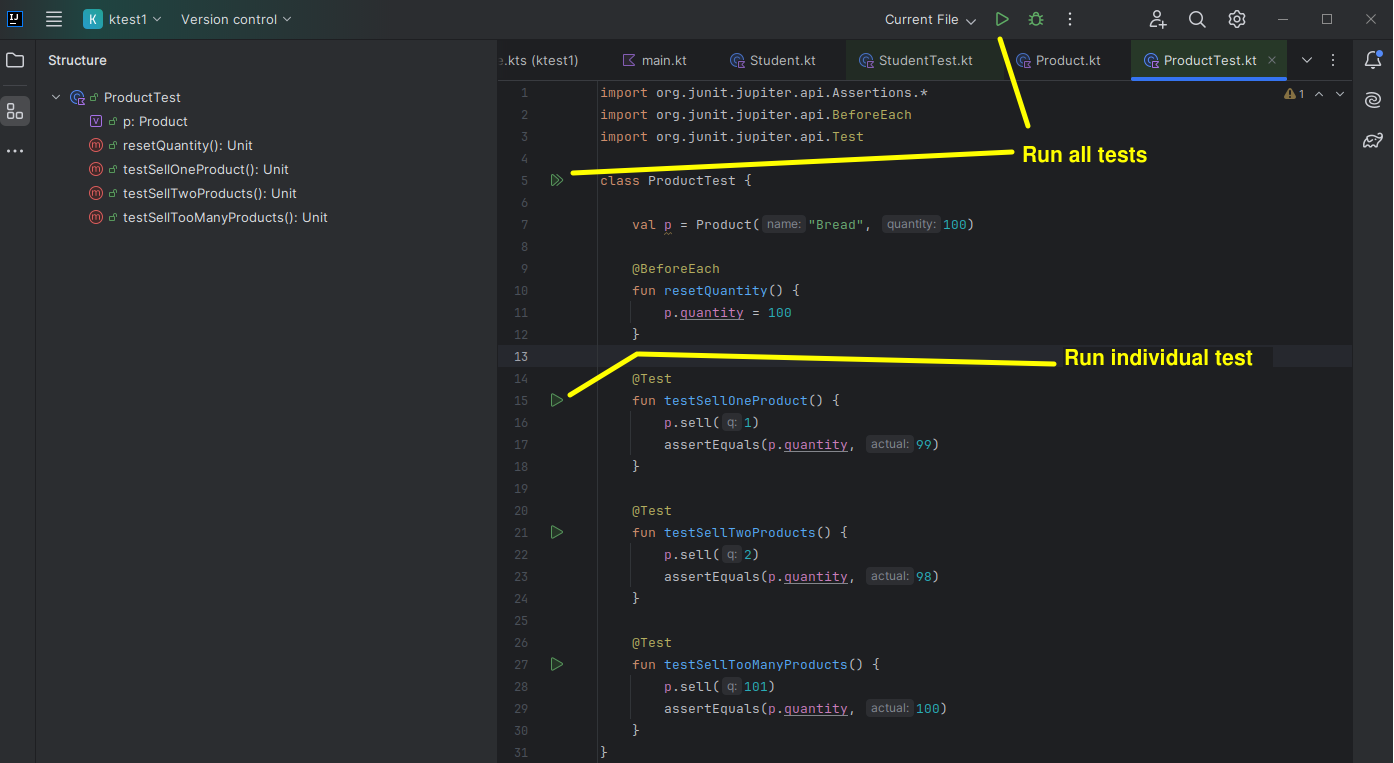 IJ
K ktest1 Version control Current File
Structure
e.kts (ktest1) main.kt Student.kt StudentTest.kt Product.kt ProductTest.kt
ProductTest
V p: Product
m resetQuantity(): Unit
m testSellOneProduct(): Unit
m testSellTwoProducts(): Unit
m testSellTooManyProducts(): Unit
1 import org.junit.jupiter.api.Assertions.* 1
2 import org.junit.jupiter.api.BeforeEach
3 import org.junit.jupiter.api.Test
4
Run all tests
5 class ProductTest {
6
7 val p = Product( name: "Bread", quantity: 100)
8
9 @BeforeEach
10 fun resetQuantity() {
11 p.quantity = 100
12 }
13
Run individual test
14 @Test
15 fun testSellOneProduct() {
16 p.sell( q: 1)
17 assertEquals(p.quantity, actual: 99)
18 }
19
20 @Test
21 fun testSellTwoProducts() {
22 p.sell( q: 2)
23 assertEquals(p.quantity, actual: 98)
24 }
25
26 @Test
27 fun testSellTooManyProducts() {
28 p.sell( q: 101)
29 assertEquals(p.quantity, actual: 100)
30 }
31 }